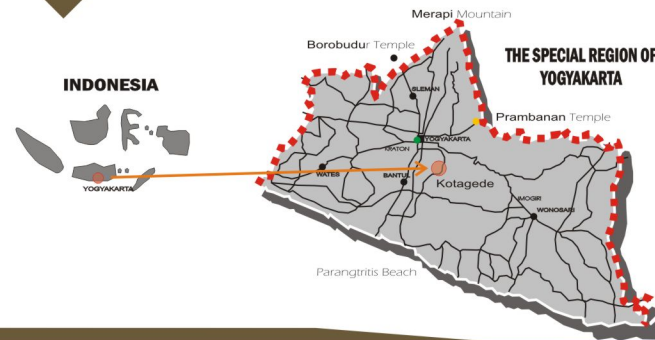 Merapi Mountain
Borobudur Temple
THE SPECIAL REGION OF
YOGYAKARTA
INDONESIA
SLEMAN
Prambanan Temple
YOGYAKARTA
KRATON
WATES
BANTUL
Kotagede
YOGYAKARTA
IMOGIRI
WONOSARI
Parangtritis Beach